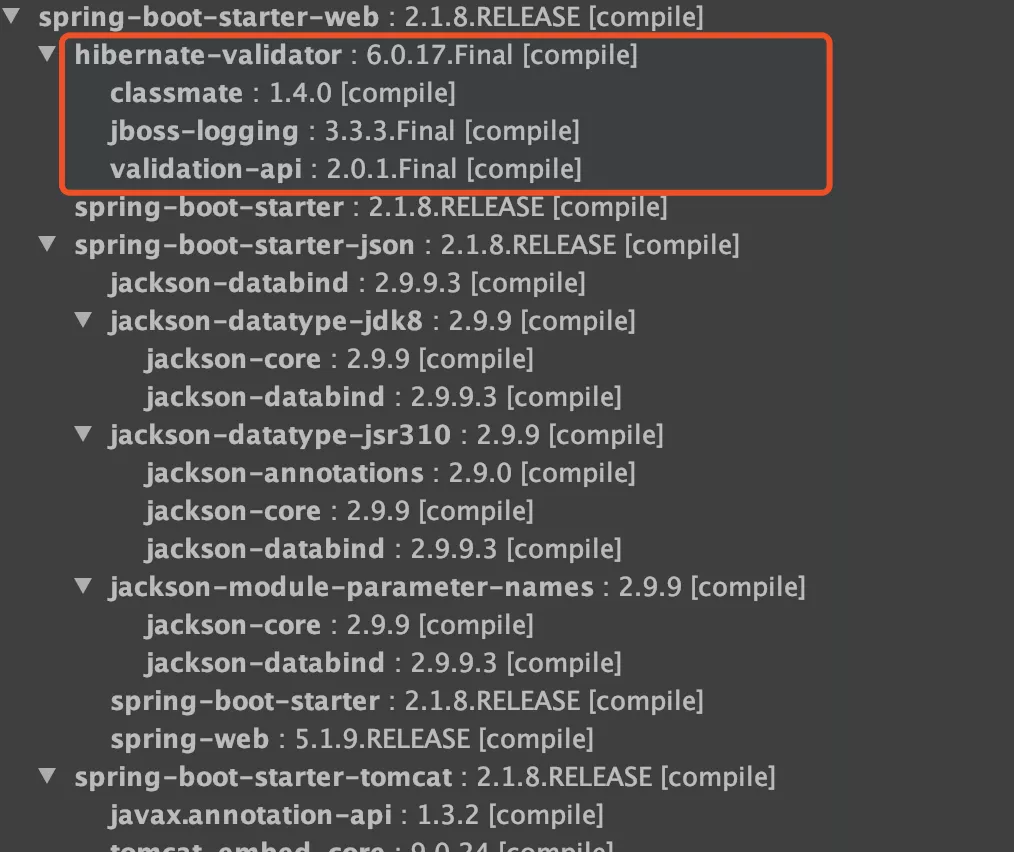 spring-boot-starter-web : 2.1.8.RELEASE [compile]
hibernate-validator : 6.0.17.Final [compile]
classmate : 1.4.0 [compile]
jboss-logging : 3.3.3.Final [compile]
validation-api : 2.0.1.Final [compile]
spring-boot-starter : 2.1.8.RELEASE [compile]
spring-boot-starter-json : 2.1.8.RELEASE [compile]
jackson-databind : 2.9.9.3 [compile]
jackson-datatype-jdk8 : 2.9.9 [compile]
jackson-core : 2.9.9 [compile]
jackson-databind : 2.9.9.3 [compile]
jackson-datatype-jsr310 : 2.9.9 [compile]
jackson-annotations : 2.9.0 [compile]
jackson-core : 2.9.9 [compile]
jackson-databind : 2.9.9.3 [compile]
jackson-module-parameter-names : 2.9.9 [compile]
jackson-core : 2.9.9 [compile]
jackson-databind : 2.9.9.3 [compile]
spring-boot-starter : 2.1.8.RELEASE [compile]
spring-web : 5.1.9.RELEASE [compile]
spring-boot-starter-tomcat : 2.1.8.RELEASE [compile]
javax.annotation-api : 1.3.2 [compile]
tomcat-embed-core : 9.0.24 [compile]